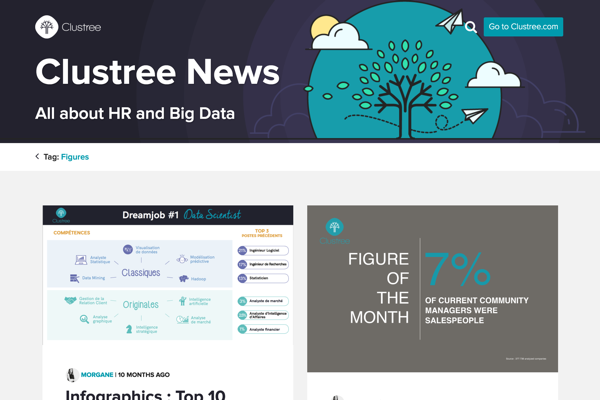 Clustree
Go to Clustree.com
Clustree News
All about HR and Big Data
Tag: Figures
Clustree
Dreamjob #1 Data Scientist
COMPÉTENCES
TOP 3
POSTES PRÉCÉDENTS
Analyse
Statistique
Visualisation
de données
Modélisation
prédictive
Data Mining
Classiques
Hadoop
Ingénieur Logiciel
Ingénieur de Recherche
Statisticien
Gestion de la
Relation Client
Originales
Intelligence
artificielle
Analyse
graphique
Intelligence
stratégique
Analyse
de marché
Analyste de marché
Analyste d'Intelligence
d'Affaires
Analyste financier
MORGANE | 10 MONTHS AGO
Infographics : Top 10
Clustree
FIGURE
OF
THE
MONTH
7%
OF CURRENT COMMUNITY
MANAGERS WERE
SALESPEOPLE